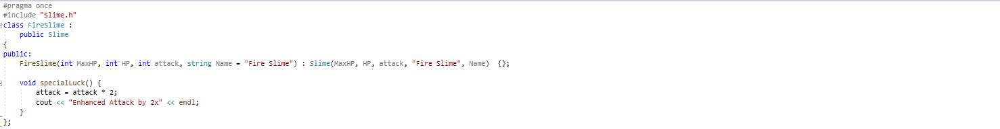 #pragma once
#include "Slime.h"
class FireSlime :
    public Slime
{
public:
    FireSlime(int MaxHP, int HP, int attack, string Name = "Fire Slime") : Slime(MaxHP, HP, attack, "Fire Slime", Name)  {};

    void specialLuck() {
        attack = attack * 2;
        cout << "Enhanced Attack by 2x" << endl;
    }
};